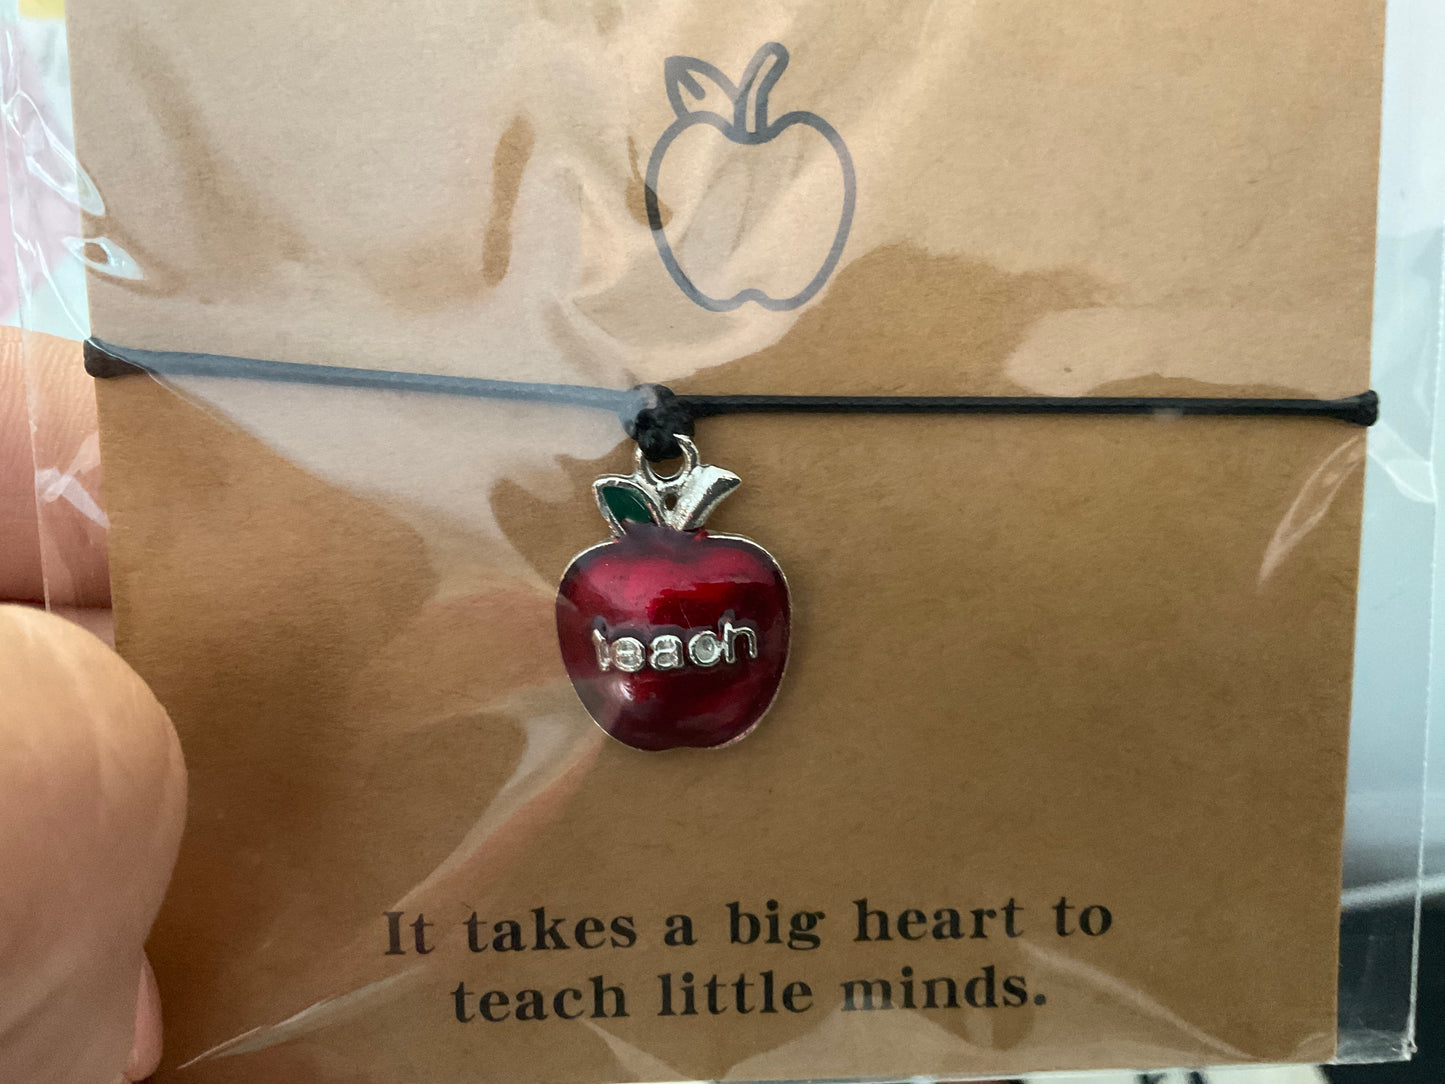 teach
It takes a big heart to
teach little minds.